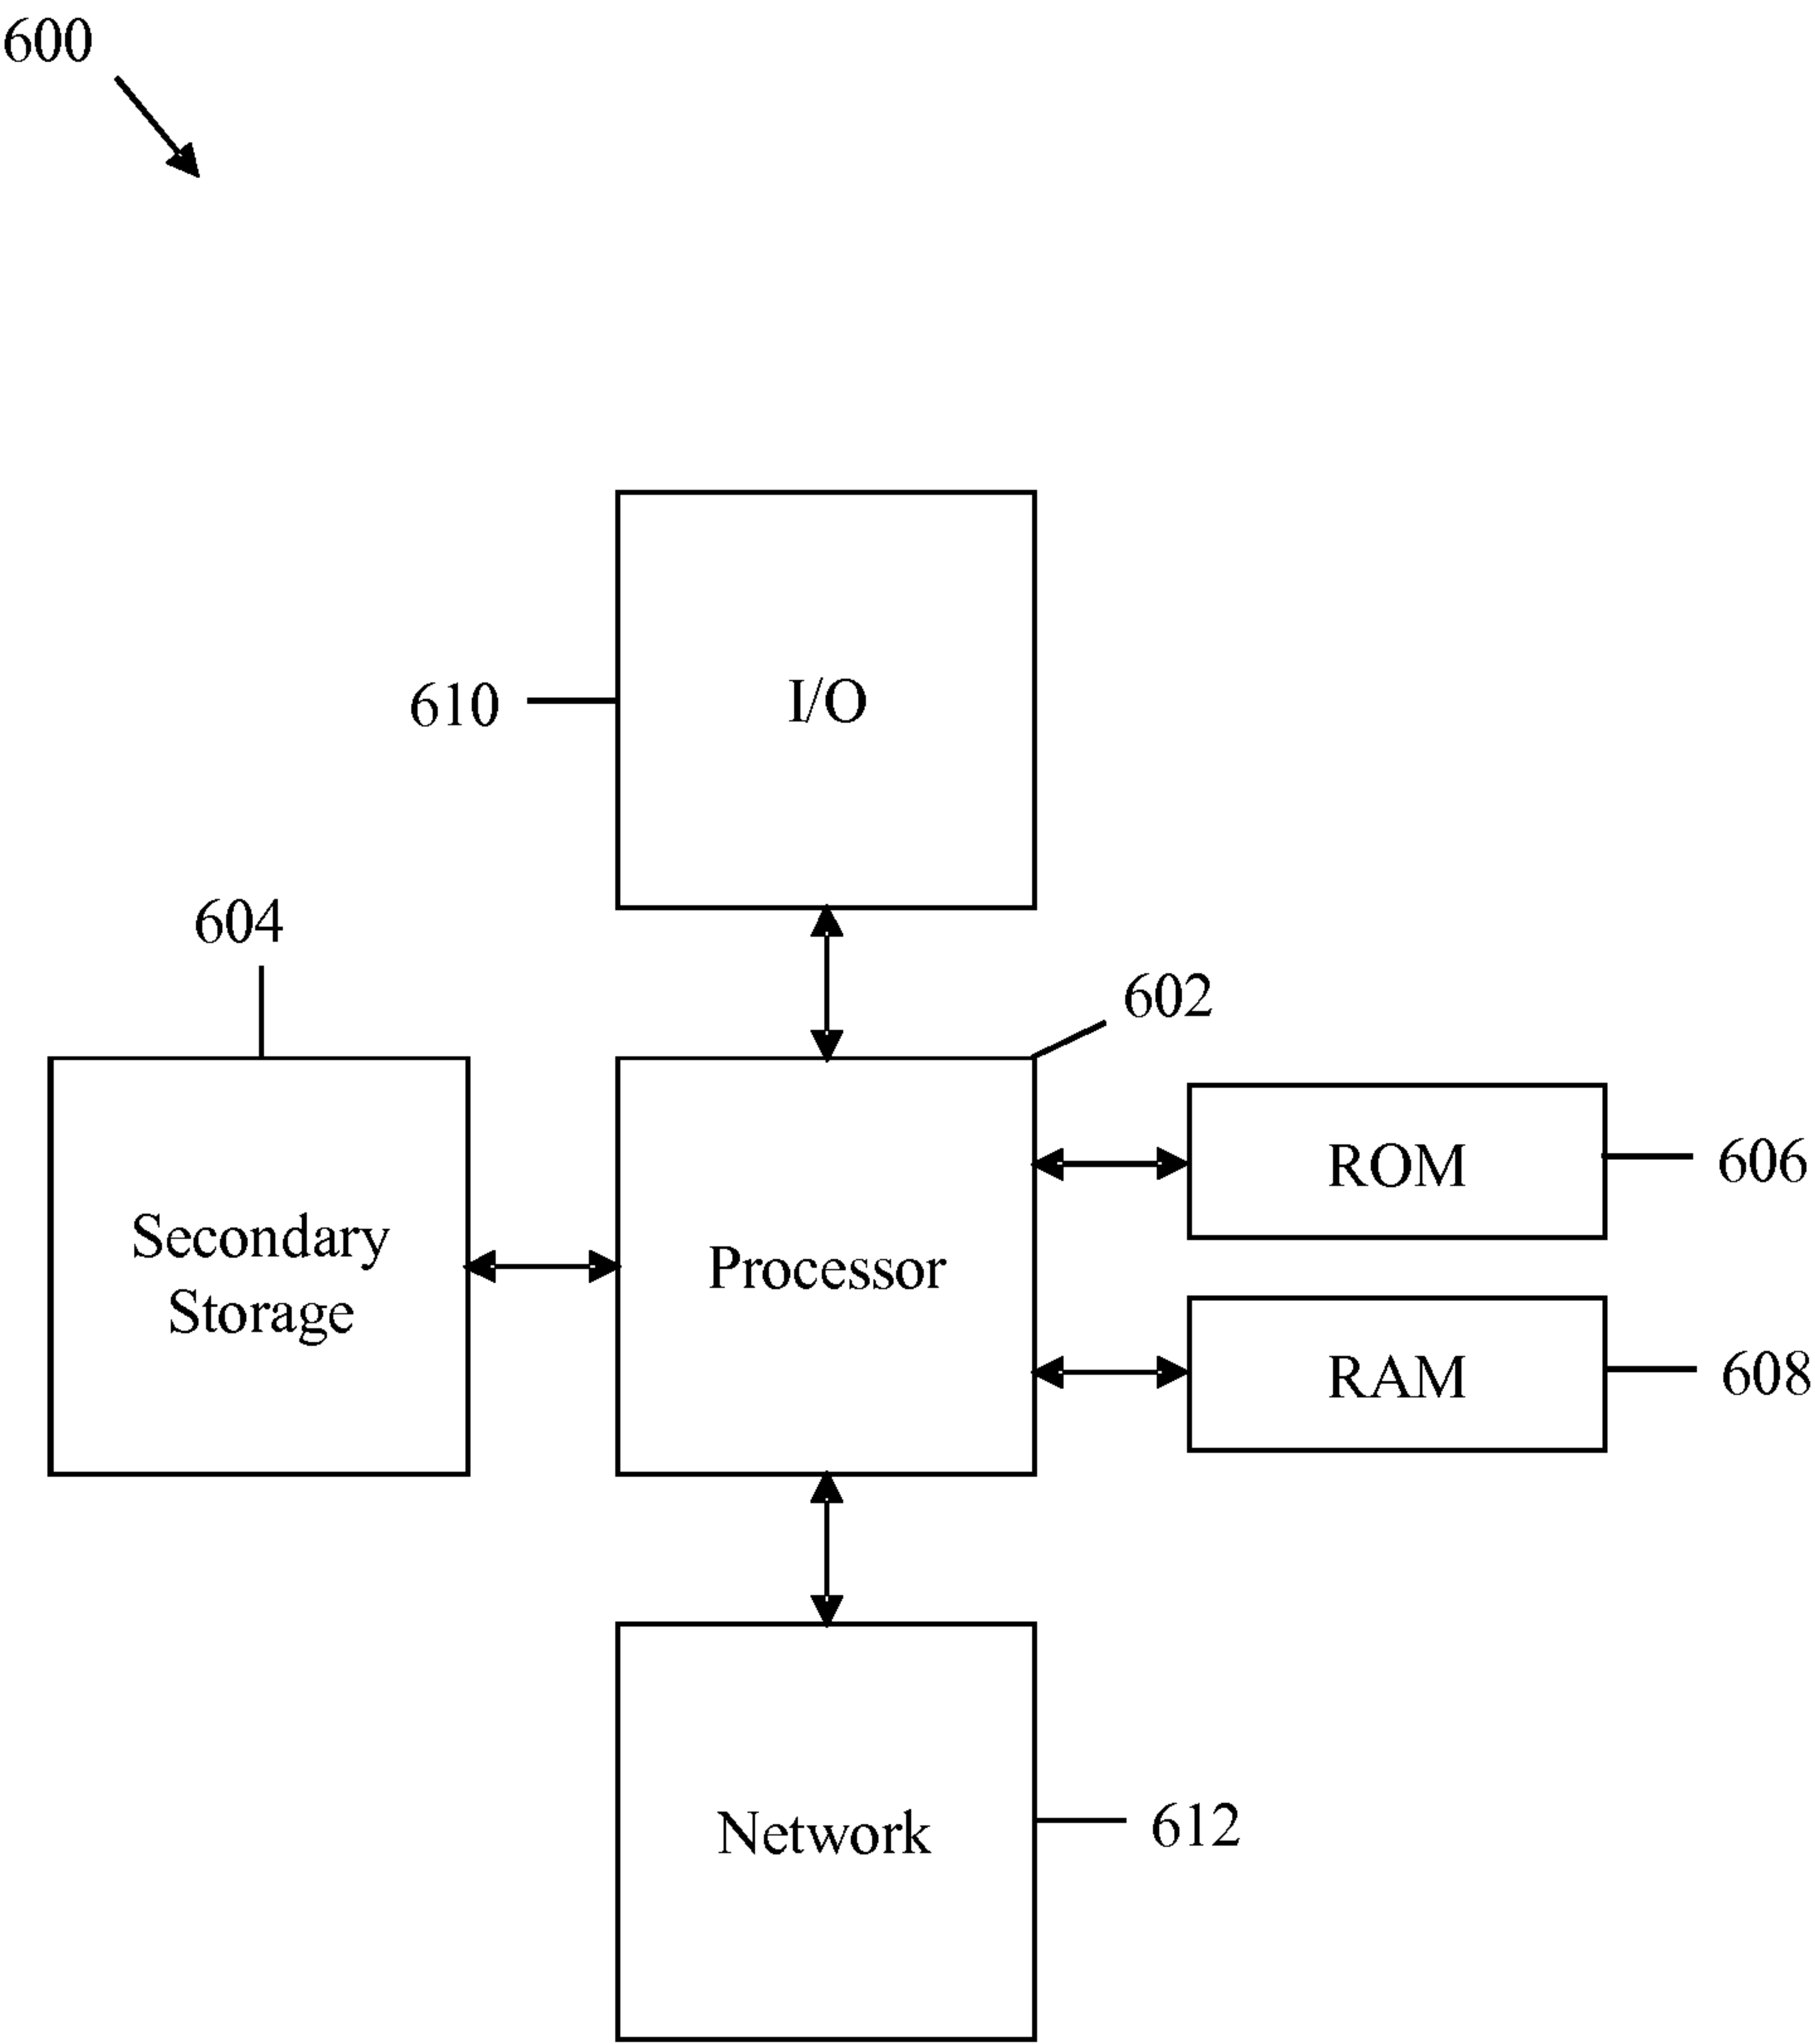 600
I/O
610
604
602
ROM
606
Secondary
Storage
Processor
RAM
608
Network
612